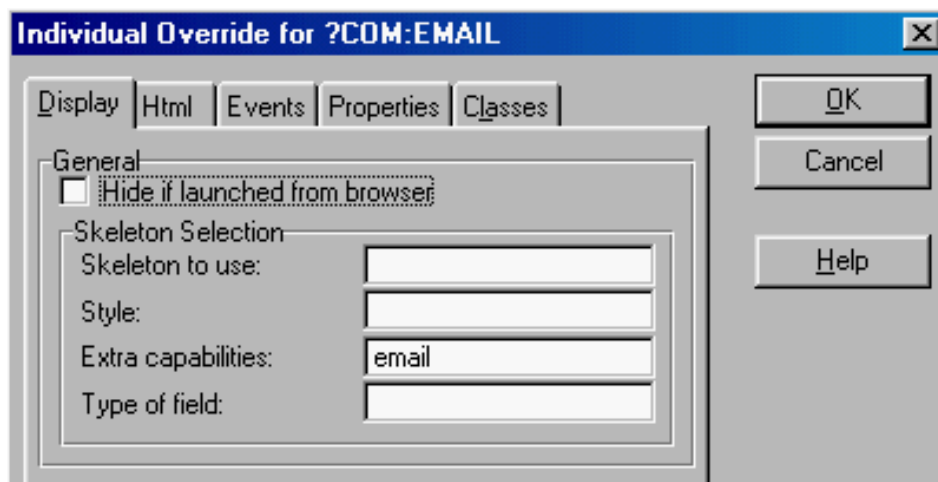 Individual Override for ?COM:EMAIL
Display Html Events Properties Classes
OK
Cancel
Help
General
Hide if launched from browser
Skeleton Selection
Skeleton to use:
Style:
Extra capabilities: email
Type of field: